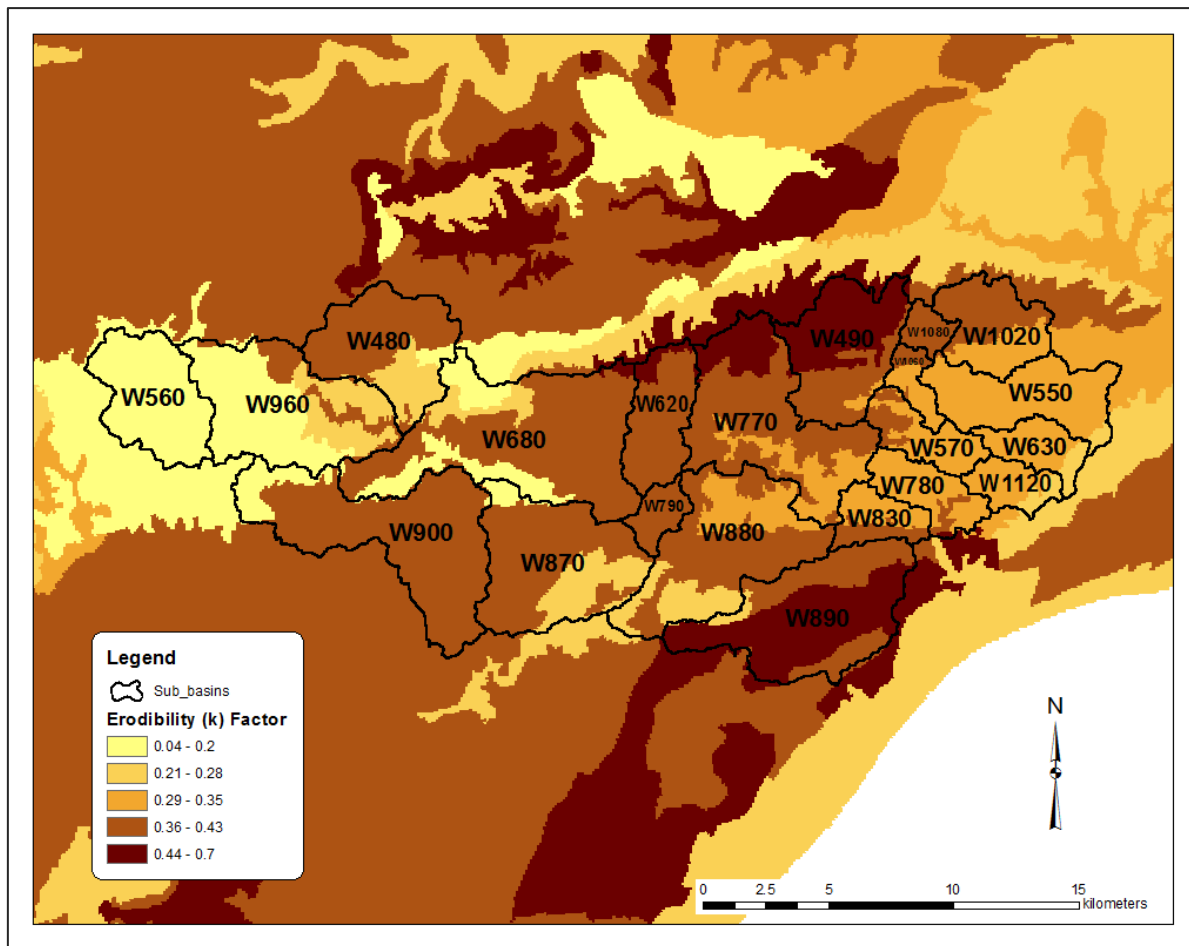 W480
W490
W1080
W1020
W560
W960
W550
W620
W770
W680
W570
W630
W780
W1120
W790
W880
W830
W900
W870
W890
Legend
Sub_basins
Erodibility (k) Factor
0.04 - 0.2
0.21 - 0.28
0.29 - 0.35
0.36 - 0.43
0.44 - 0.7
N
0 2.5 5 10 15
kilometers